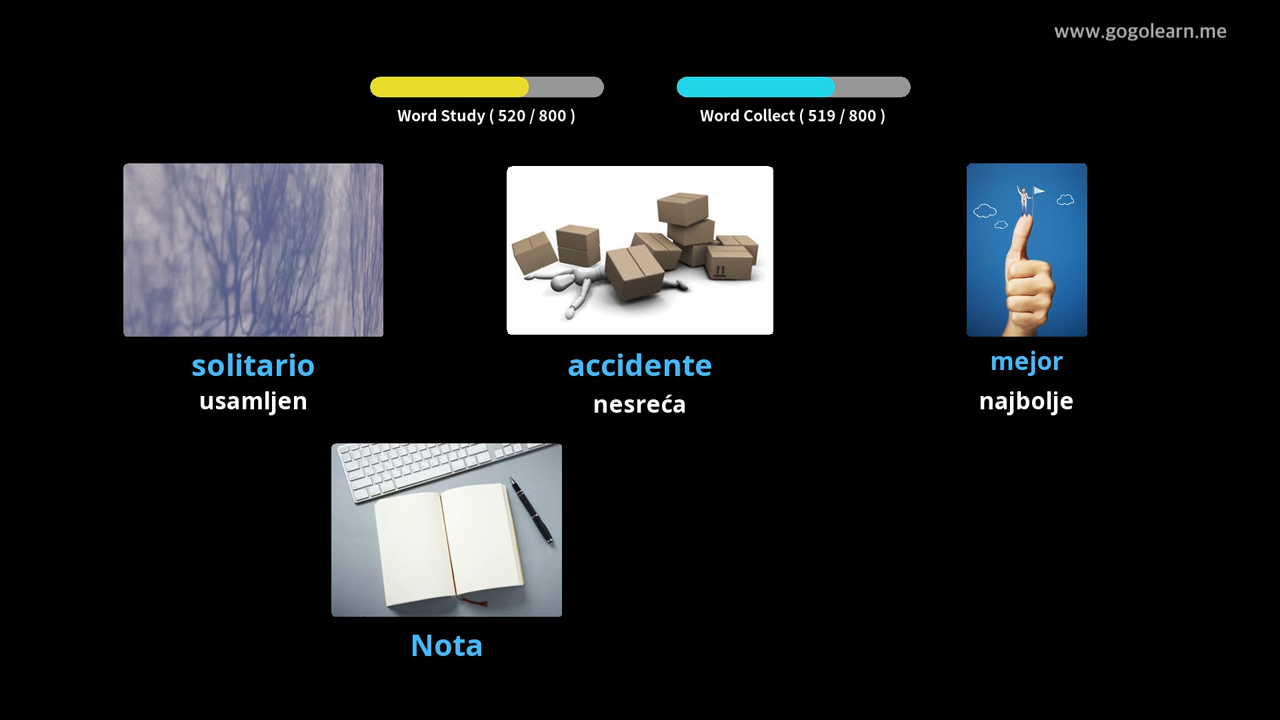 www.gogolearn.me
Word Study ( 520 / 800 )
Word Collect ( 519 / 800 )
solitario
usamljen
accidente
nesreća
mejor
najbolje
Nota